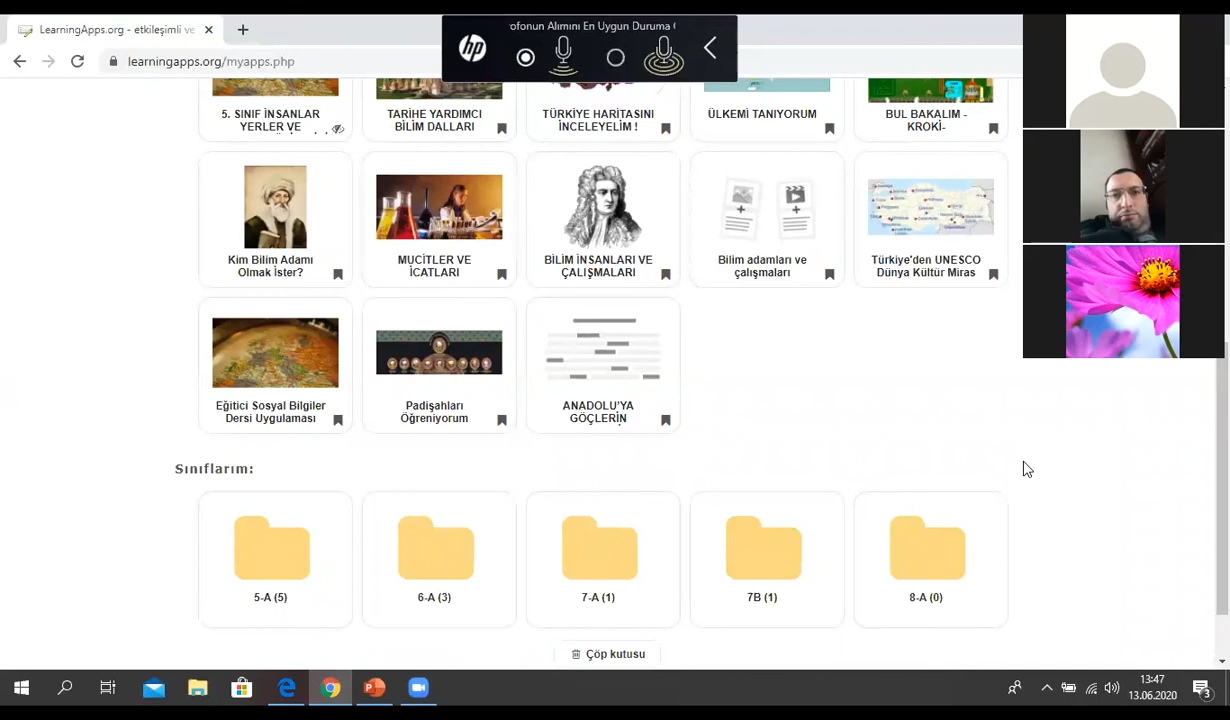 LearningApps.org - etkileşimli ve
ofonun Alımını En Uygun Duruma
hp
learningapps.org/myapps.php
5. SINIF İNSANLAR
YERLER VE
TARİHE YARDIMCI
BİLİM DALLARI
TÜRKİYE HARİTASINI
İNCELEYELİM !
ÜLKEMİ TANIYORUM
BUL BAKALIM -
KROKİ-
Kim Bilim Adamı
Olmak İster?
MUCİTLER VE
İCATLARI
BİLİM İNSANLARI VE
ÇALIŞMALARI
Bilim adamları ve
çalışmaları
Türkiye'den UNESCO
Dünya Kültür Miras
Eğitici Sosyal Bilgiler
Dersi Uygulaması
Padişahları
Öğreniyorum
ANADOLU'YA
GÖÇLERİN
Sınıflarım:
5-A (5)
6-A (3)
7-A (1)
7B (1)
8-A (0)
Çöp kutusu
13:47
13.06.2020
3